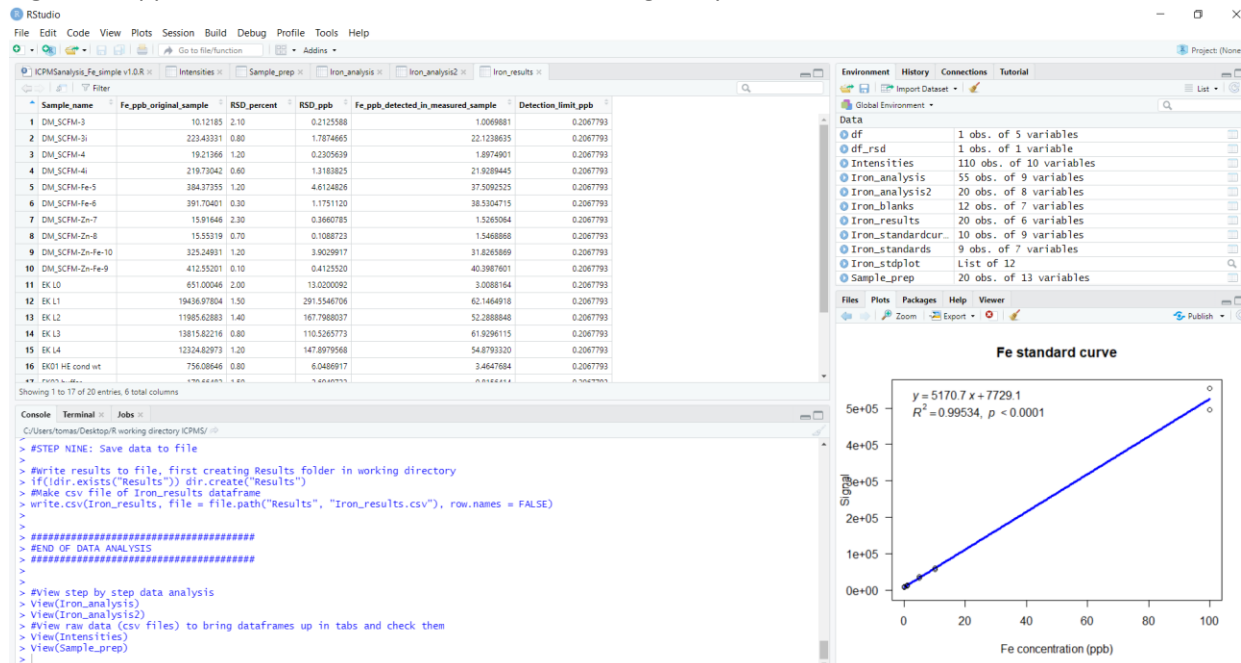 RStudio
File Edit Code View Plots Session Build Debug Profile Tools Help
Go to file/function Addins Project: (None
ICPMSanalysis_Fe_simple v1.0.R Intensities Sample_prep Iron_analysis Iron_analysis2 Iron_results
Filter
Sample_name Fe_ppb_original_sample RSD_percent RSD_ppb Fe_ppb_detected_in_measured_sample Detection_limit_ppb
1 DM_SCFM-3 10.12185 2.10 0.2125588 1.0069881 0.2067793
2 DM_SCFM-3i 223.43331 0.80 1.7874665 22.1238635 0.2067793
3 DM_SCFM-4 19.21366 1.20 0.2305639 1.8974901 0.2067793
4 DM_SCFM-4i 219.73042 0.60 1.3183825 21.9289445 0.2067793
5 DM_SCFM-Fe-5 384.37355 1.20 4.6124826 37.5092525 0.2067793
6 DM_SCFM-Fe-6 391.70401 0.30 1.1751120 38.5304715 0.2067793
7 DM_SCFM-Zn-7 15.91646 2.30 0.3660785 1.5265064 0.2067793
8 DM_SCFM-Zn-8 15.55319 0.70 0.1088723 1.5468868 0.2067793
9 DM_SCFM-Zn-Fe-10 325.24931 1.20 3.9029917 31.8265869 0.2067793
10 DM_SCFM-Zn-Fe-9 412.55201 0.10 0.4125520 40.3987601 0.2067793
11 EK L0 651.00046 2.00 13.0200092 3.0088164 0.2067793
12 EK L1 19436.97804 1.50 291.5546706 62.1464918 0.2067793
13 EK L2 11985.62883 1.40 167.7988037 52.2888848 0.2067793
14 EK L3 13815.82216 0.80 110.5265773 61.9296115 0.2067793
15 EK L4 12324.82973 1.20 147.8979568 54.8793320 0.2067793
16 EK01 HE cond wt 756.08646 0.80 6.0486917 3.4647684 0.2067793
Showing 1 to 17 of 20 entries, 6 total columns
Console Terminal Jobs
C:/Users/tomas/Desktop/R working directory ICPMS/
>
> #STEP NINE: Save data to file
>
> #Write results to file, first creating Results folder in working directory
> if(!dir.exists("Results")) dir.create("Results")
> #Make csv file of Iron_results dataframe
> write.csv(Iron_results, file = file.path("Results", "Iron_results.csv"), row.names = FALSE)
>
>
> #######################################
> #END OF DATA ANALYSIS
> #######################################
>
>
> #View step by step data analysis
> View(Iron_analysis)
> View(Iron_analysis2)
> #View raw data (csv files) to bring dataframes up in tabs and check them
> View(Intensities)
> View(Sample_prep)
>
Environment History Connections Tutorial
Import Dataset List
Global Environment
Data
df 1 obs. of 5 variables
df_rsd 1 obs. of 1 variable
Intensities 110 obs. of 10 variables
Iron_analysis 55 obs. of 9 variables
Iron_analysis2 20 obs. of 8 variables
Iron_blanks 12 obs. of 7 variables
Iron_results 20 obs. of 6 variables
Iron_standardcur… 10 obs. of 9 variables
Iron_standards 9 obs. of 7 variables
Iron_stdplot List of 12
Sample_prep 20 obs. of 13 variables
Files Plots Packages Help Viewer
Zoom Export Publish
Fe standard curve
y = 5170.7 x + 7729.1
R² = 0.99534, p < 0.0001
5e+05
4e+05
3e+05
2e+05
1e+05
0e+00
Signal
0 20 40 60 80 100
Fe concentration (ppb)